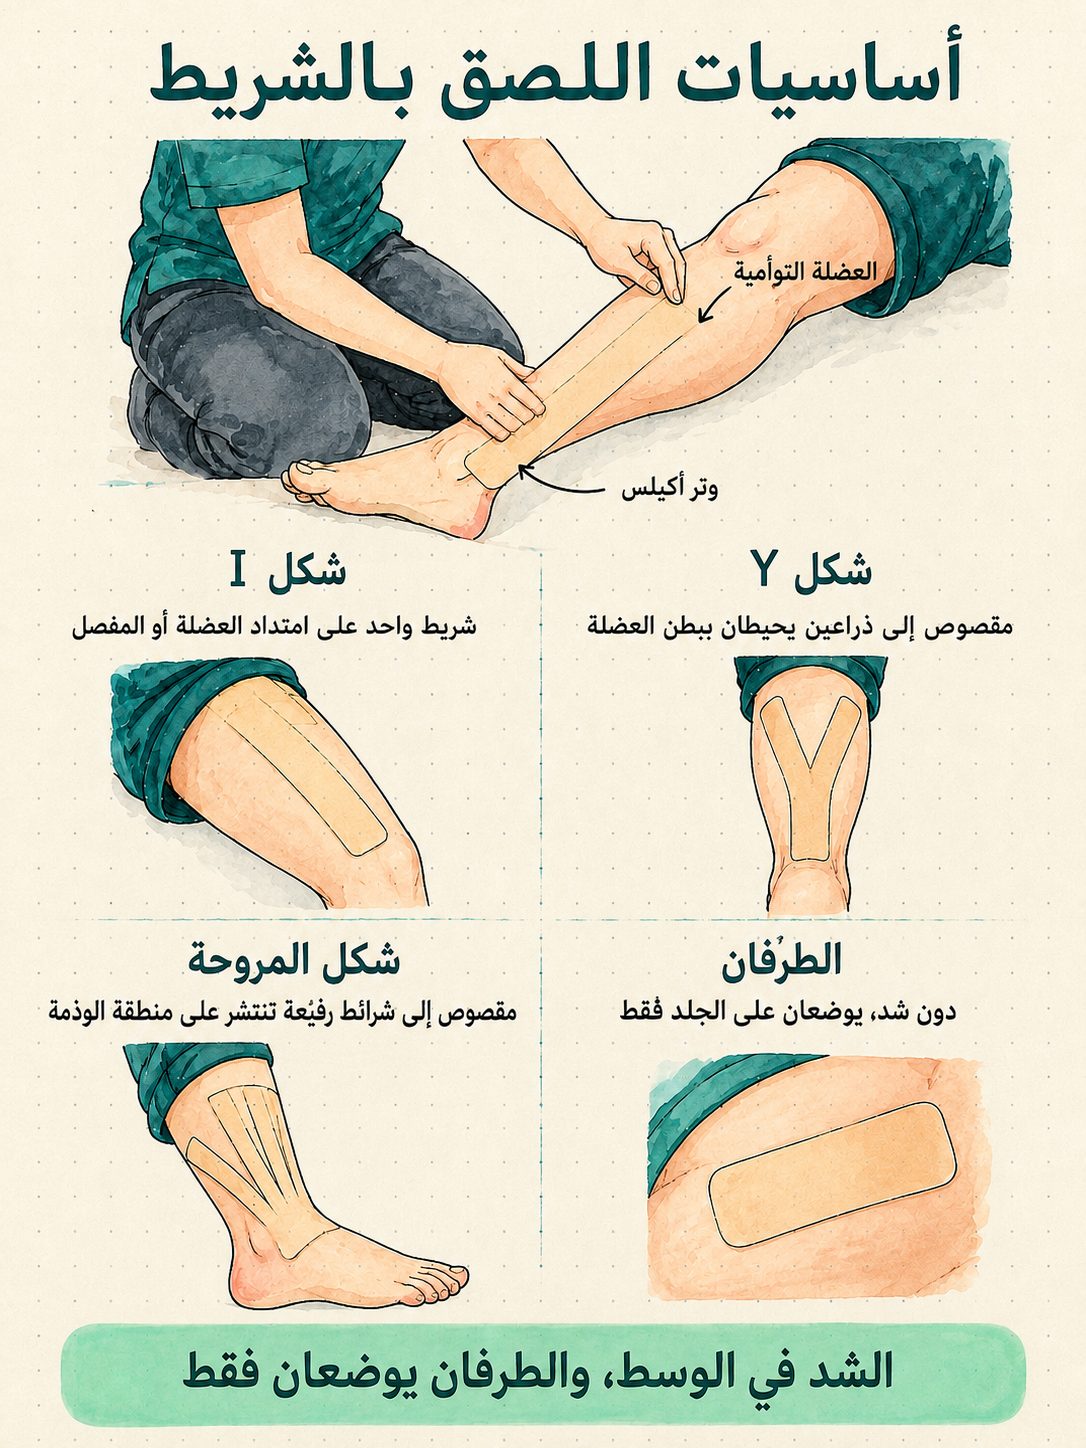 أساسيات اللصق بالشريط
العضلة التوأمية
وتر أكيلس
شكل Y
مقصوص إلى ذراعين يحيطان ببطن العضلة
شكل I
شريط واحد على امتداد العضلة أو المفصل
الطرُفان
دون شد، يوضعان على الجلد فقط
شكل المروحة
مقصوص إلى شرائط رفيُعة تنتشر على منطقة الوذمة
الشد في الوسط، والطرفان يوضعان فقط